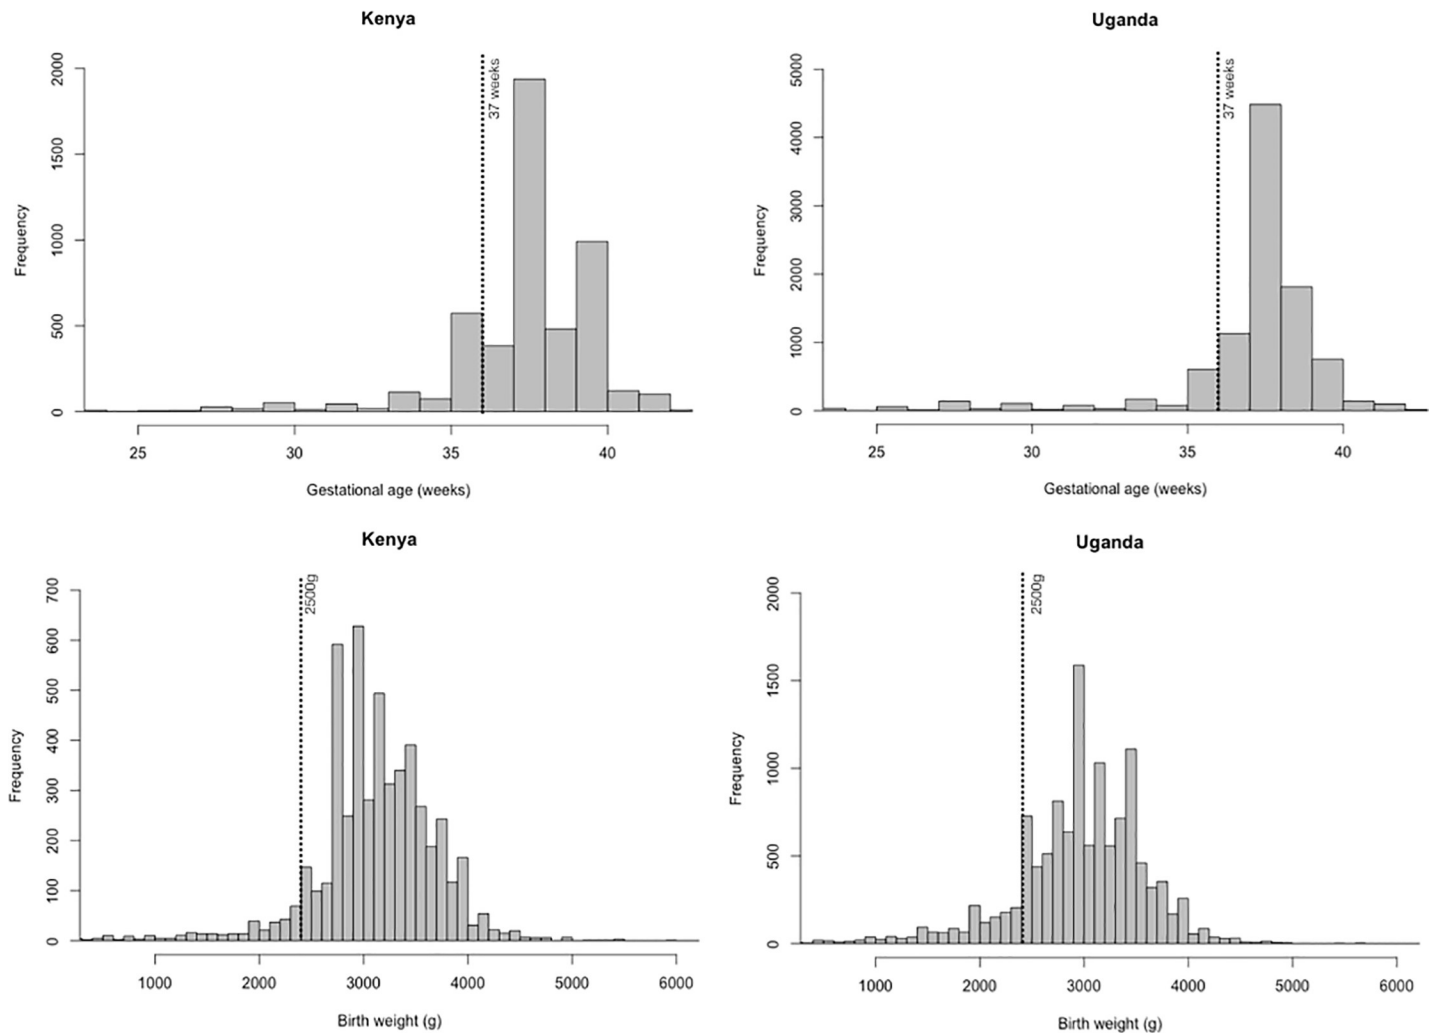 Kenya
Uganda
2000
1500
1000
500
0
Frequency
37 weeks
25
30
35
40
Gestational age (weeks)
5000
4000
3000
2000
1000
0
Frequency
37 weeks
25
30
35
40
Gestational age (weeks)
Kenya
Uganda
700
600
500
400
300
200
100
0
Frequency
2500g
1000
2000
3000
4000
5000
6000
Birth weight (g)
2000
1500
1000
500
0
Frequency
2500g
1000
2000
3000
4000
5000
6000
Birth weight (g)